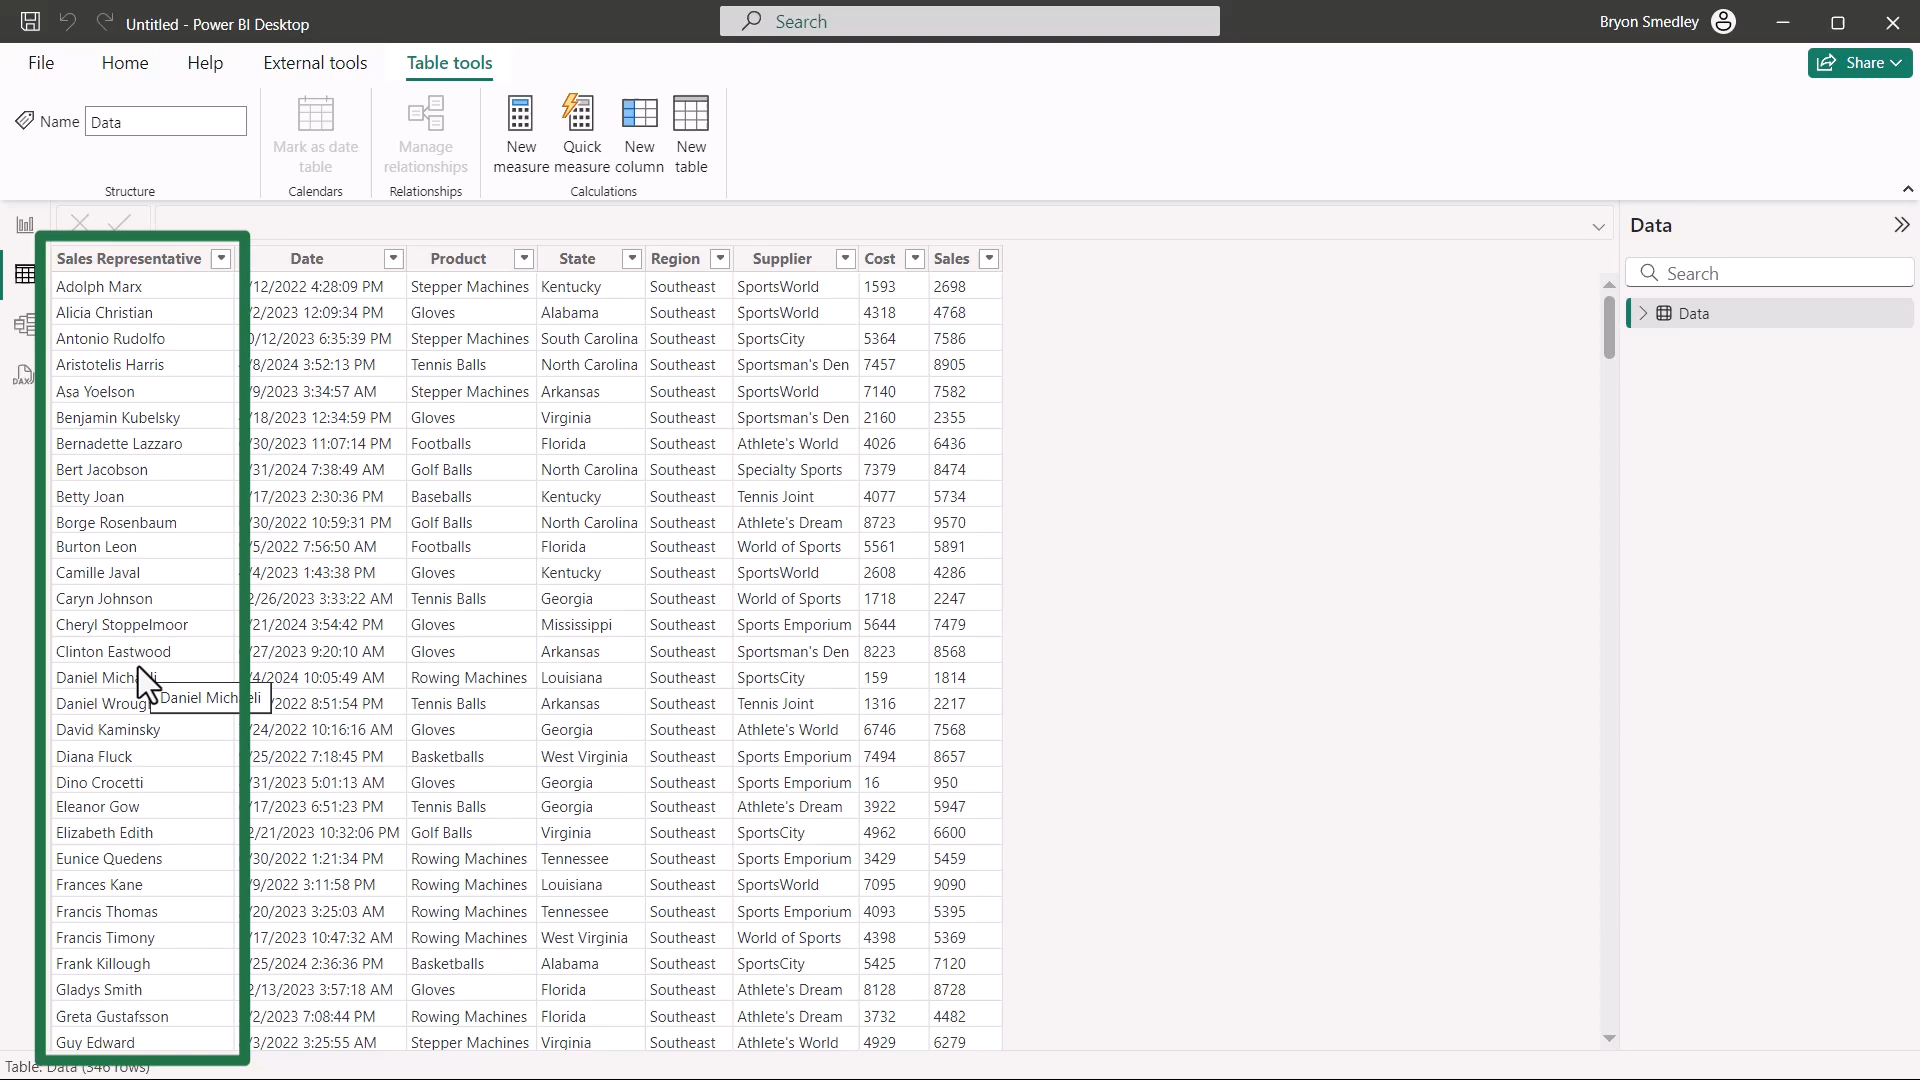 Untitled - Power BI Desktop
Search
Bryon Smedley
File Home Help External tools Table tools
Share
Name Data
Mark as date table
Manage relationships
New measure
Quick measure
New column
New table
Structure Calendars Relationships Calculations
Data
Search
Data
Sales Representative Date Product State Region Supplier Cost Sales
Adolph Marx /12/2022 4:28:09 PM Stepper Machines Kentucky Southeast SportsWorld 1593 2698
Alicia Christian /2/2023 12:09:34 PM Gloves Alabama Southeast SportsWorld 4318 4768
Antonio Rudolfo 0/12/2023 6:35:39 PM Stepper Machines South Carolina Southeast SportsCity 5364 7586
Aristotelis Harris /8/2024 3:52:13 PM Tennis Balls North Carolina Southeast Sportsman's Den 7457 8905
Asa Yoelson /9/2023 3:34:57 AM Stepper Machines Arkansas Southeast SportsWorld 7140 7582
Benjamin Kubelsky /18/2023 12:34:59 PM Gloves Virginia Southeast Sportsman's Den 2160 2355
Bernadette Lazzaro /30/2023 11:07:14 PM Footballs Florida Southeast Athlete's World 4026 6436
Bert Jacobson /31/2024 7:38:49 AM Golf Balls North Carolina Southeast Specialty Sports 7379 8474
Betty Joan /17/2023 2:30:36 PM Baseballs Kentucky Southeast Tennis Joint 4077 5734
Borge Rosenbaum /30/2022 10:59:31 PM Golf Balls North Carolina Southeast Athlete's Dream 8723 9570
Burton Leon /5/2022 7:56:50 AM Footballs Florida Southeast World of Sports 5561 5891
Camille Javal /4/2023 1:43:38 PM Gloves Kentucky Southeast SportsWorld 2608 4286
Caryn Johnson 2/26/2023 3:33:22 AM Tennis Balls Georgia Southeast World of Sports 1718 2247
Cheryl Stoppelmoor /21/2024 3:54:42 PM Gloves Mississippi Southeast Sports Emporium 5644 7479
Clinton Eastwood /27/2023 9:20:10 AM Gloves Arkansas Southeast Sportsman's Den 8223 8568
Daniel /4/2024 10:05:49 AM Rowing Machines Louisiana Southeast SportsCity 159 1814
Daniel /2022 8:51:54 PM Tennis Balls Arkansas Southeast Tennis Joint 1316 2217
David Kaminsky /24/2022 10:16:16 AM Gloves Georgia Southeast Athlete's World 6746 7568
Diana Fluck /25/2022 7:18:45 PM Basketballs West Virginia Southeast Sports Emporium 7494 8657
Dino Crocetti /31/2023 5:01:13 AM Gloves Georgia Southeast Sports Emporium 16 950
Eleanor Gow /17/2023 6:51:23 PM Tennis Balls Georgia Southeast Athlete's Dream 3922 5947
Elizabeth Edith 2/21/2023 10:32:06 PM Golf Balls Virginia Southeast SportsCity 4962 6600
Eunice Quedens /30/2022 1:21:34 PM Rowing Machines Tennessee Southeast Sports Emporium 3429 5459
Frances Kane /9/2022 3:11:58 PM Rowing Machines Louisiana Southeast SportsWorld 7095 9090
Francis Thomas /20/2023 3:25:03 AM Rowing Machines Tennessee Southeast Sports Emporium 4093 5395
Francis Timony /17/2023 10:47:32 AM Rowing Machines West Virginia Southeast World of Sports 4398 5369
Frank Killough /25/2024 2:36:36 PM Basketballs Alabama Southeast SportsCity 5425 7120
Gladys Smith 2/13/2023 3:57:18 AM Gloves Florida Southeast Athlete's Dream 8128 8728
Greta Gustafsson /2/2023 7:08:44 PM Rowing Machines Florida Southeast Athlete's Dream 3732 4482
Guy Edward /3/2022 3:25:55 AM Stepper Machines Virginia Southeast Athlete's World 4929 6279
Table: Data (346 rows)